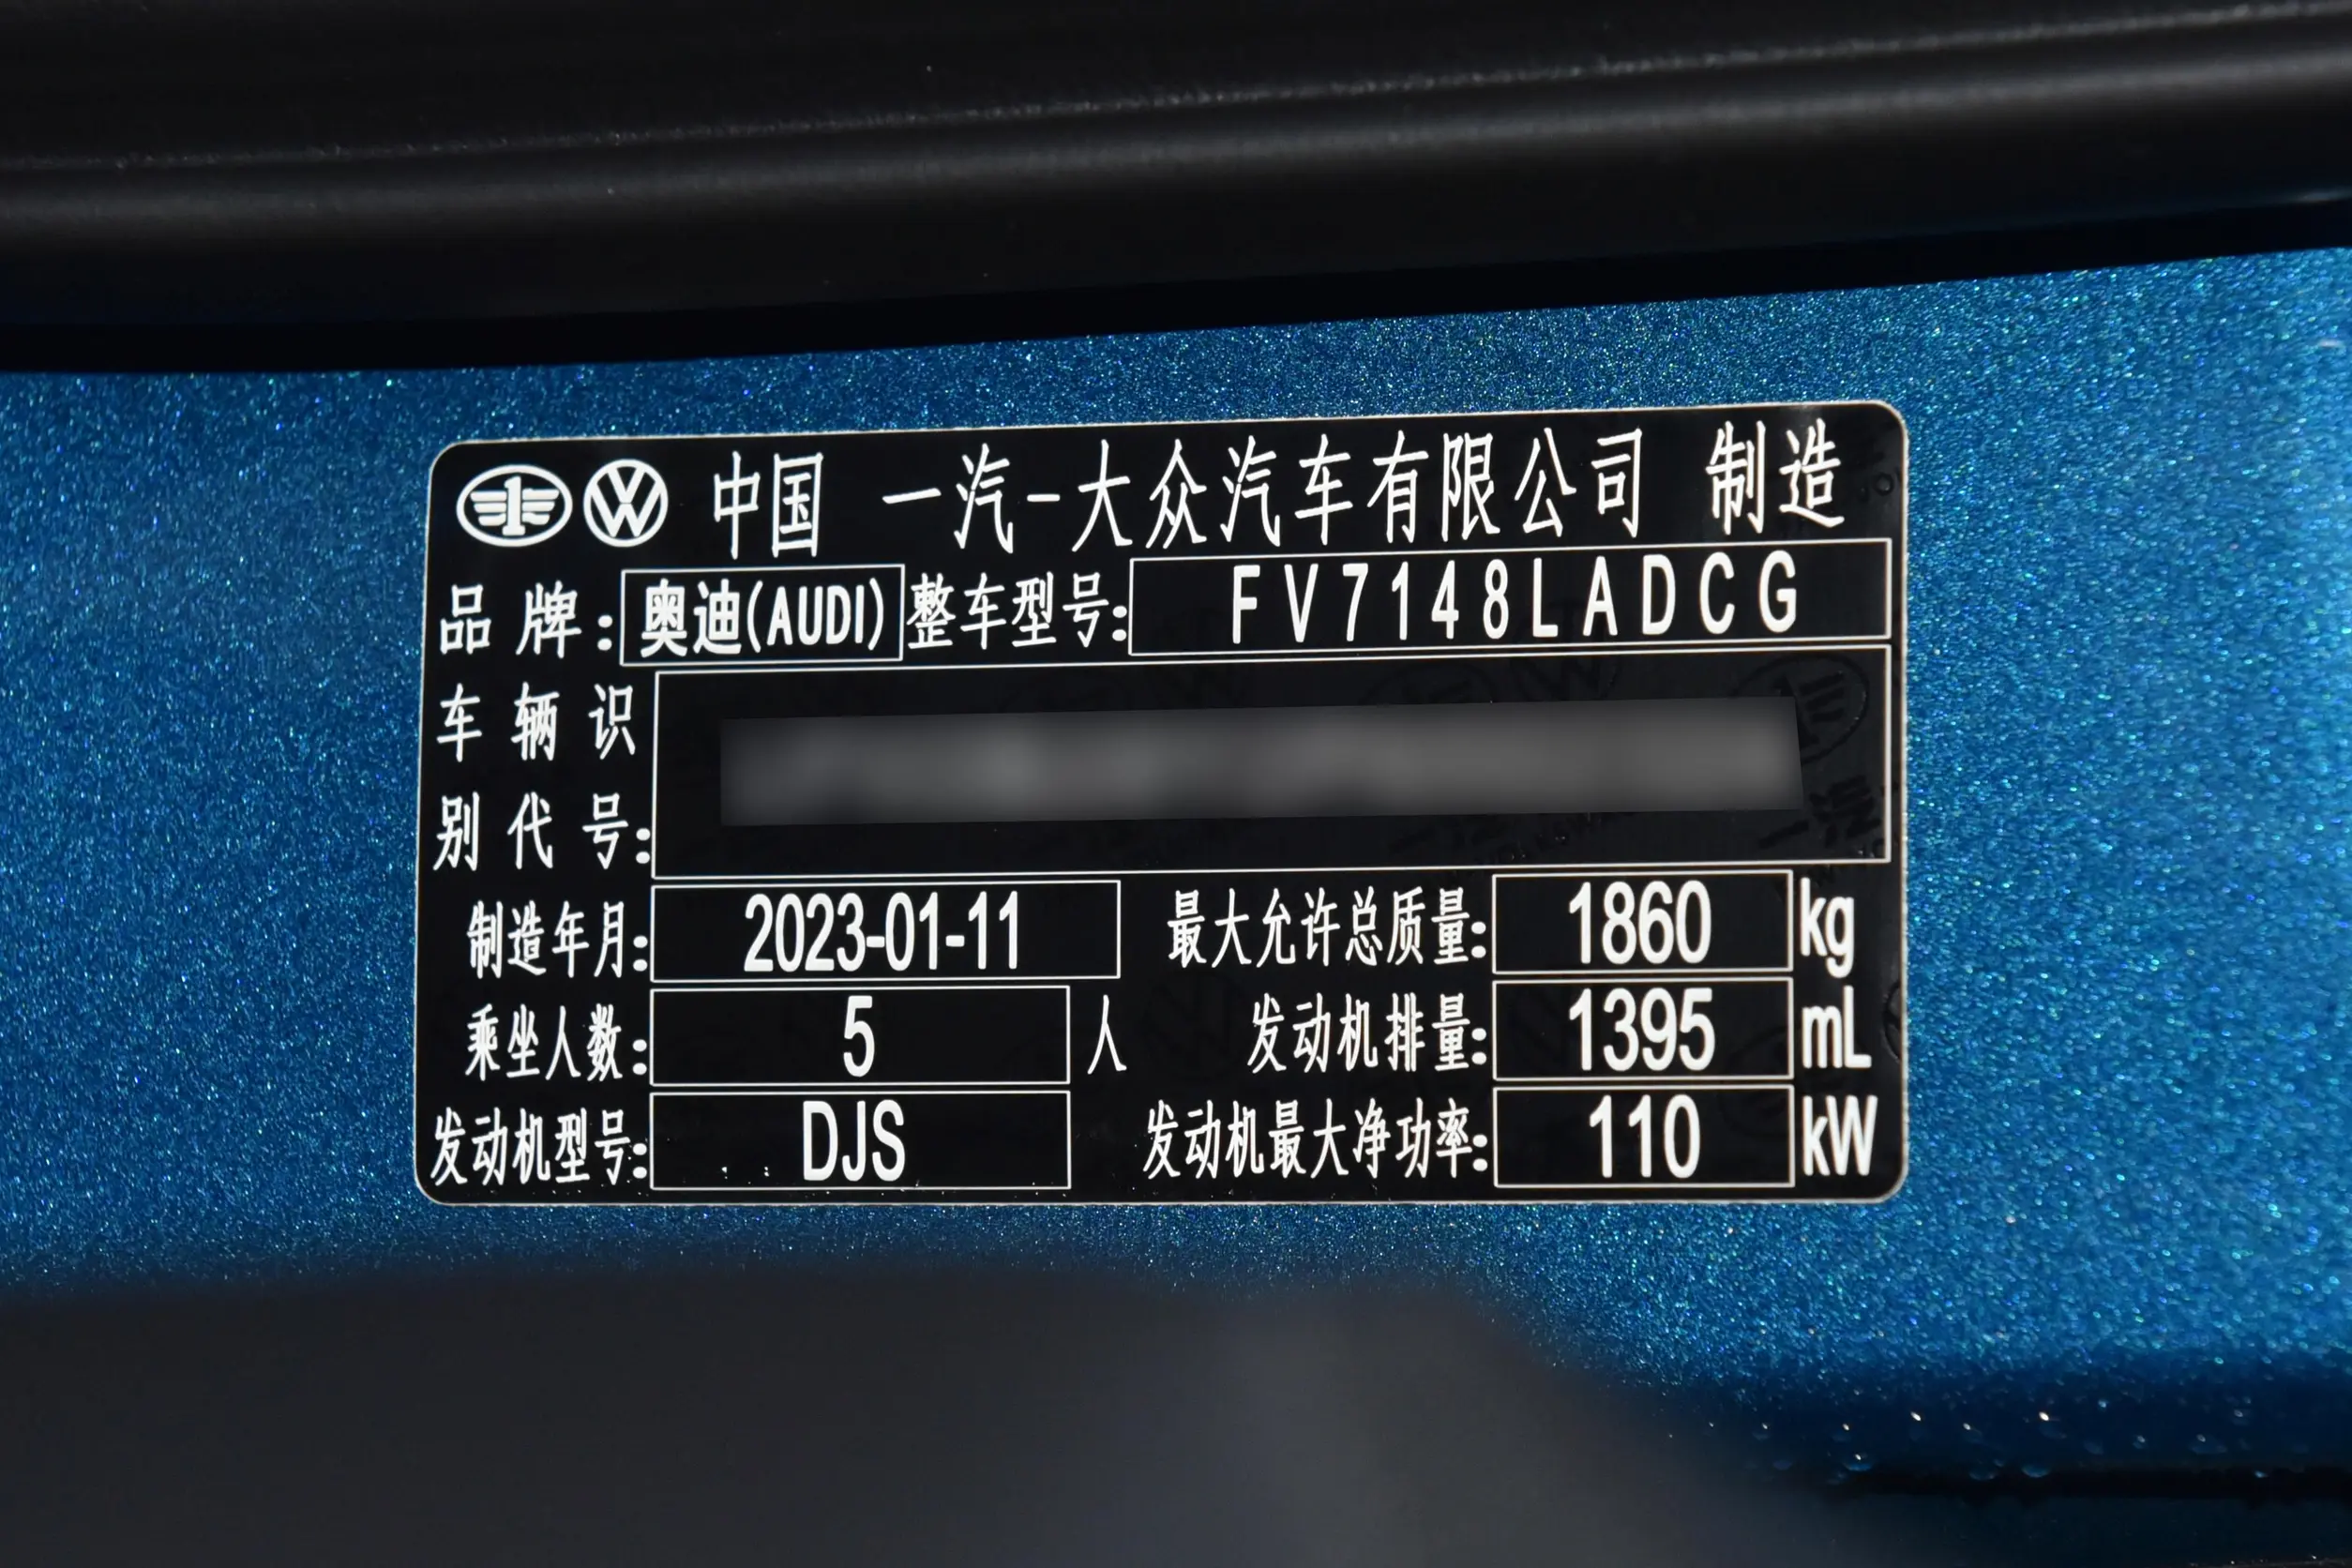 中国 一汽-大众汽车有限公司 制造
品牌: 奥迪(AUDI) 整车型号: FV7148LADCG
车辆识
别代号:
制造年月: 2023-01-11 最大允许总质量: 1860 kg
乘坐人数: 5 人 发动机排量: 1395 mL
发动机型号: DJS 发动机最大净功率: 110 kW